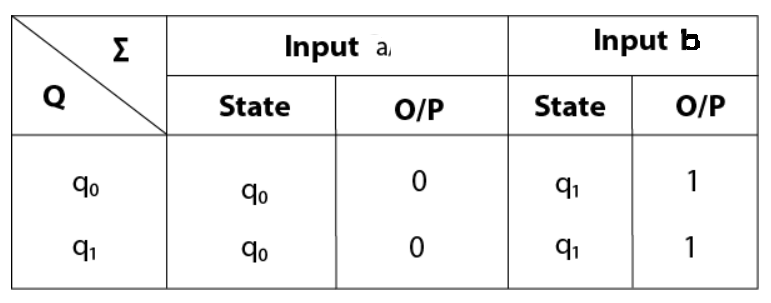 Σ Input a Input b
Q State O/P State O/P
q₀ q₀ 0 q₁ 1
q₁ q₀ 0 q₁ 1